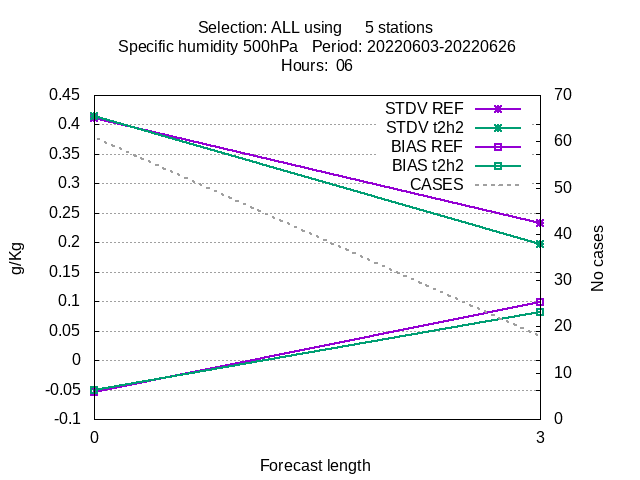 Selection: ALL using 5 stations
Specific humidity 500hPa Period: 20220603-20220626
Hours: 06
0.45
0.4
0.35
0.3
0.25
0.2
0.15
0.1
0.05
0
-0.05
-0.1
g/Kg
STDV REF
STDV t2h2
BIAS REF
BIAS t2h2
CASES
70
60
50
40
30
20
10
0
No cases
0 3
Forecast length